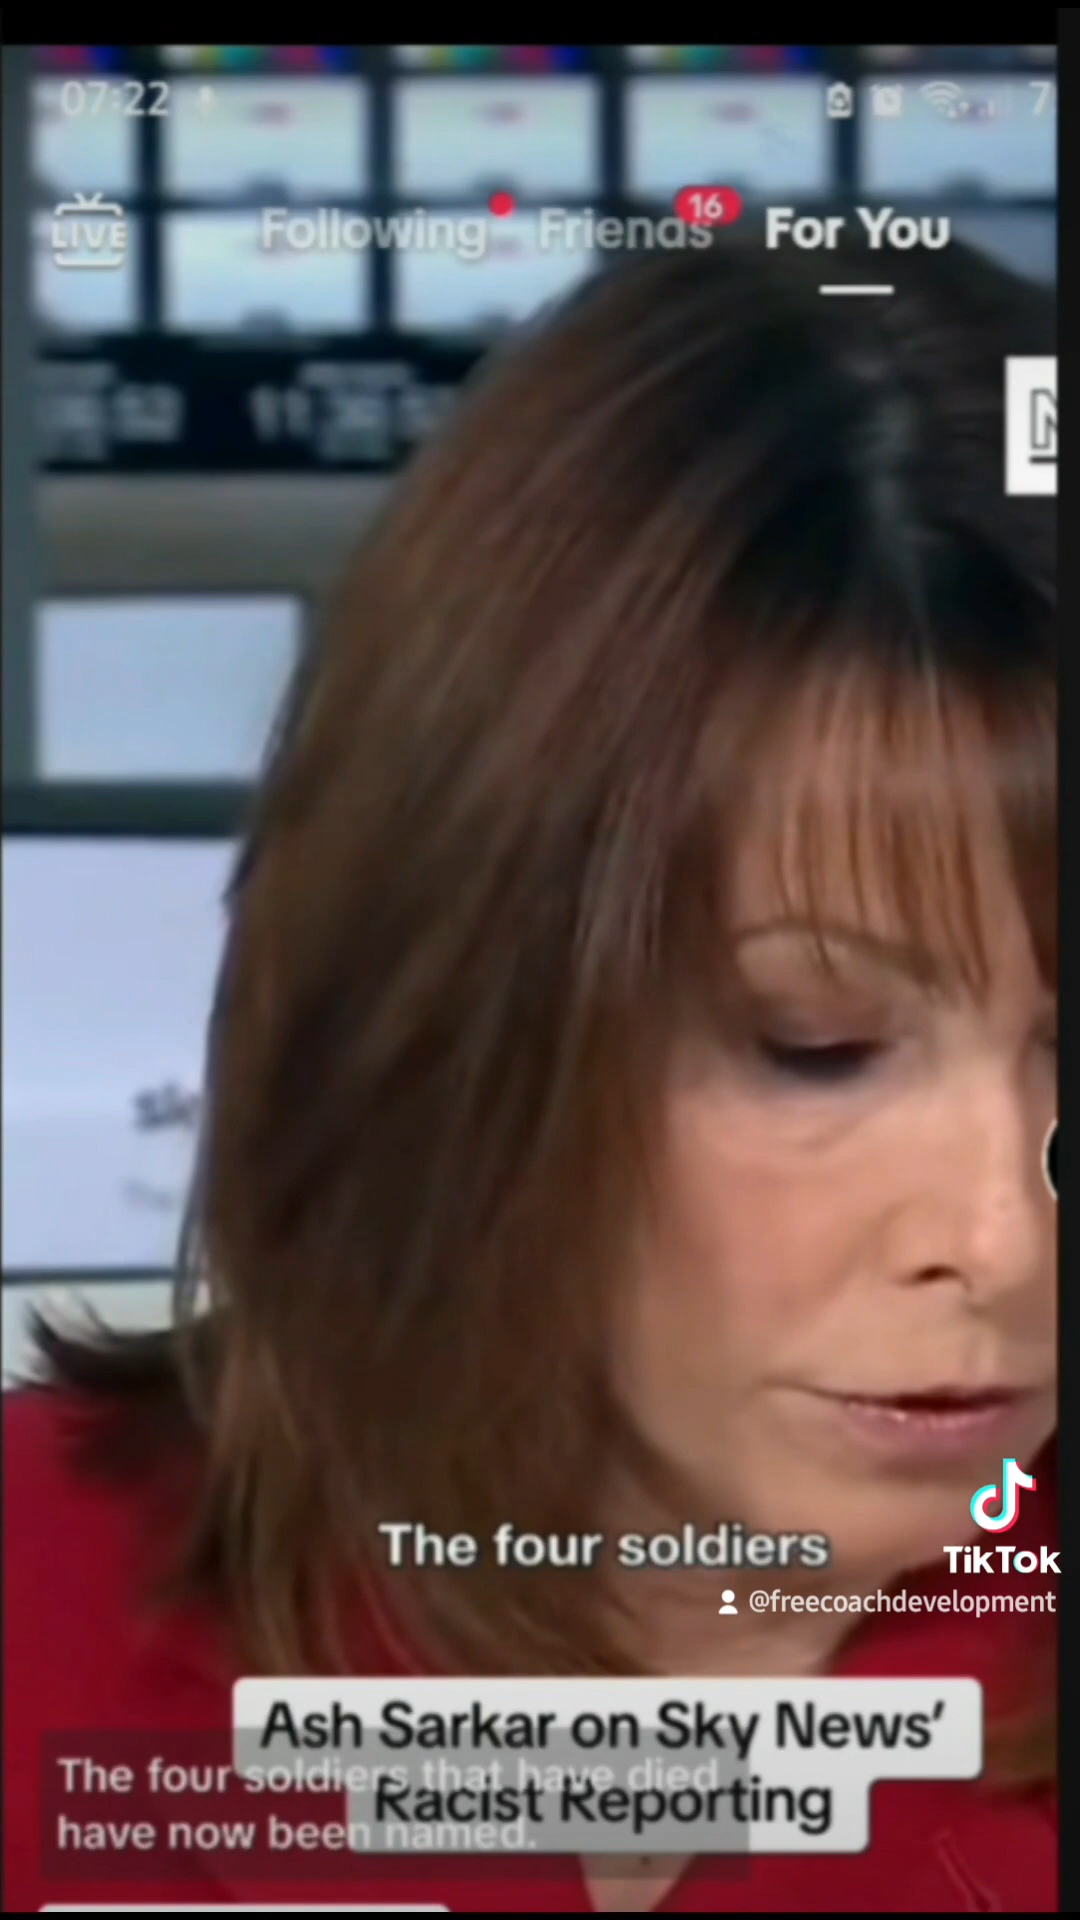 07:22
LIVE
Following
Friends
16
For You
The four soldiers
TikTok
@freecoachdevelopment
Ash Sarkar on Sky News'
Racist Reporting
The four soldiers that have died
have now been named.